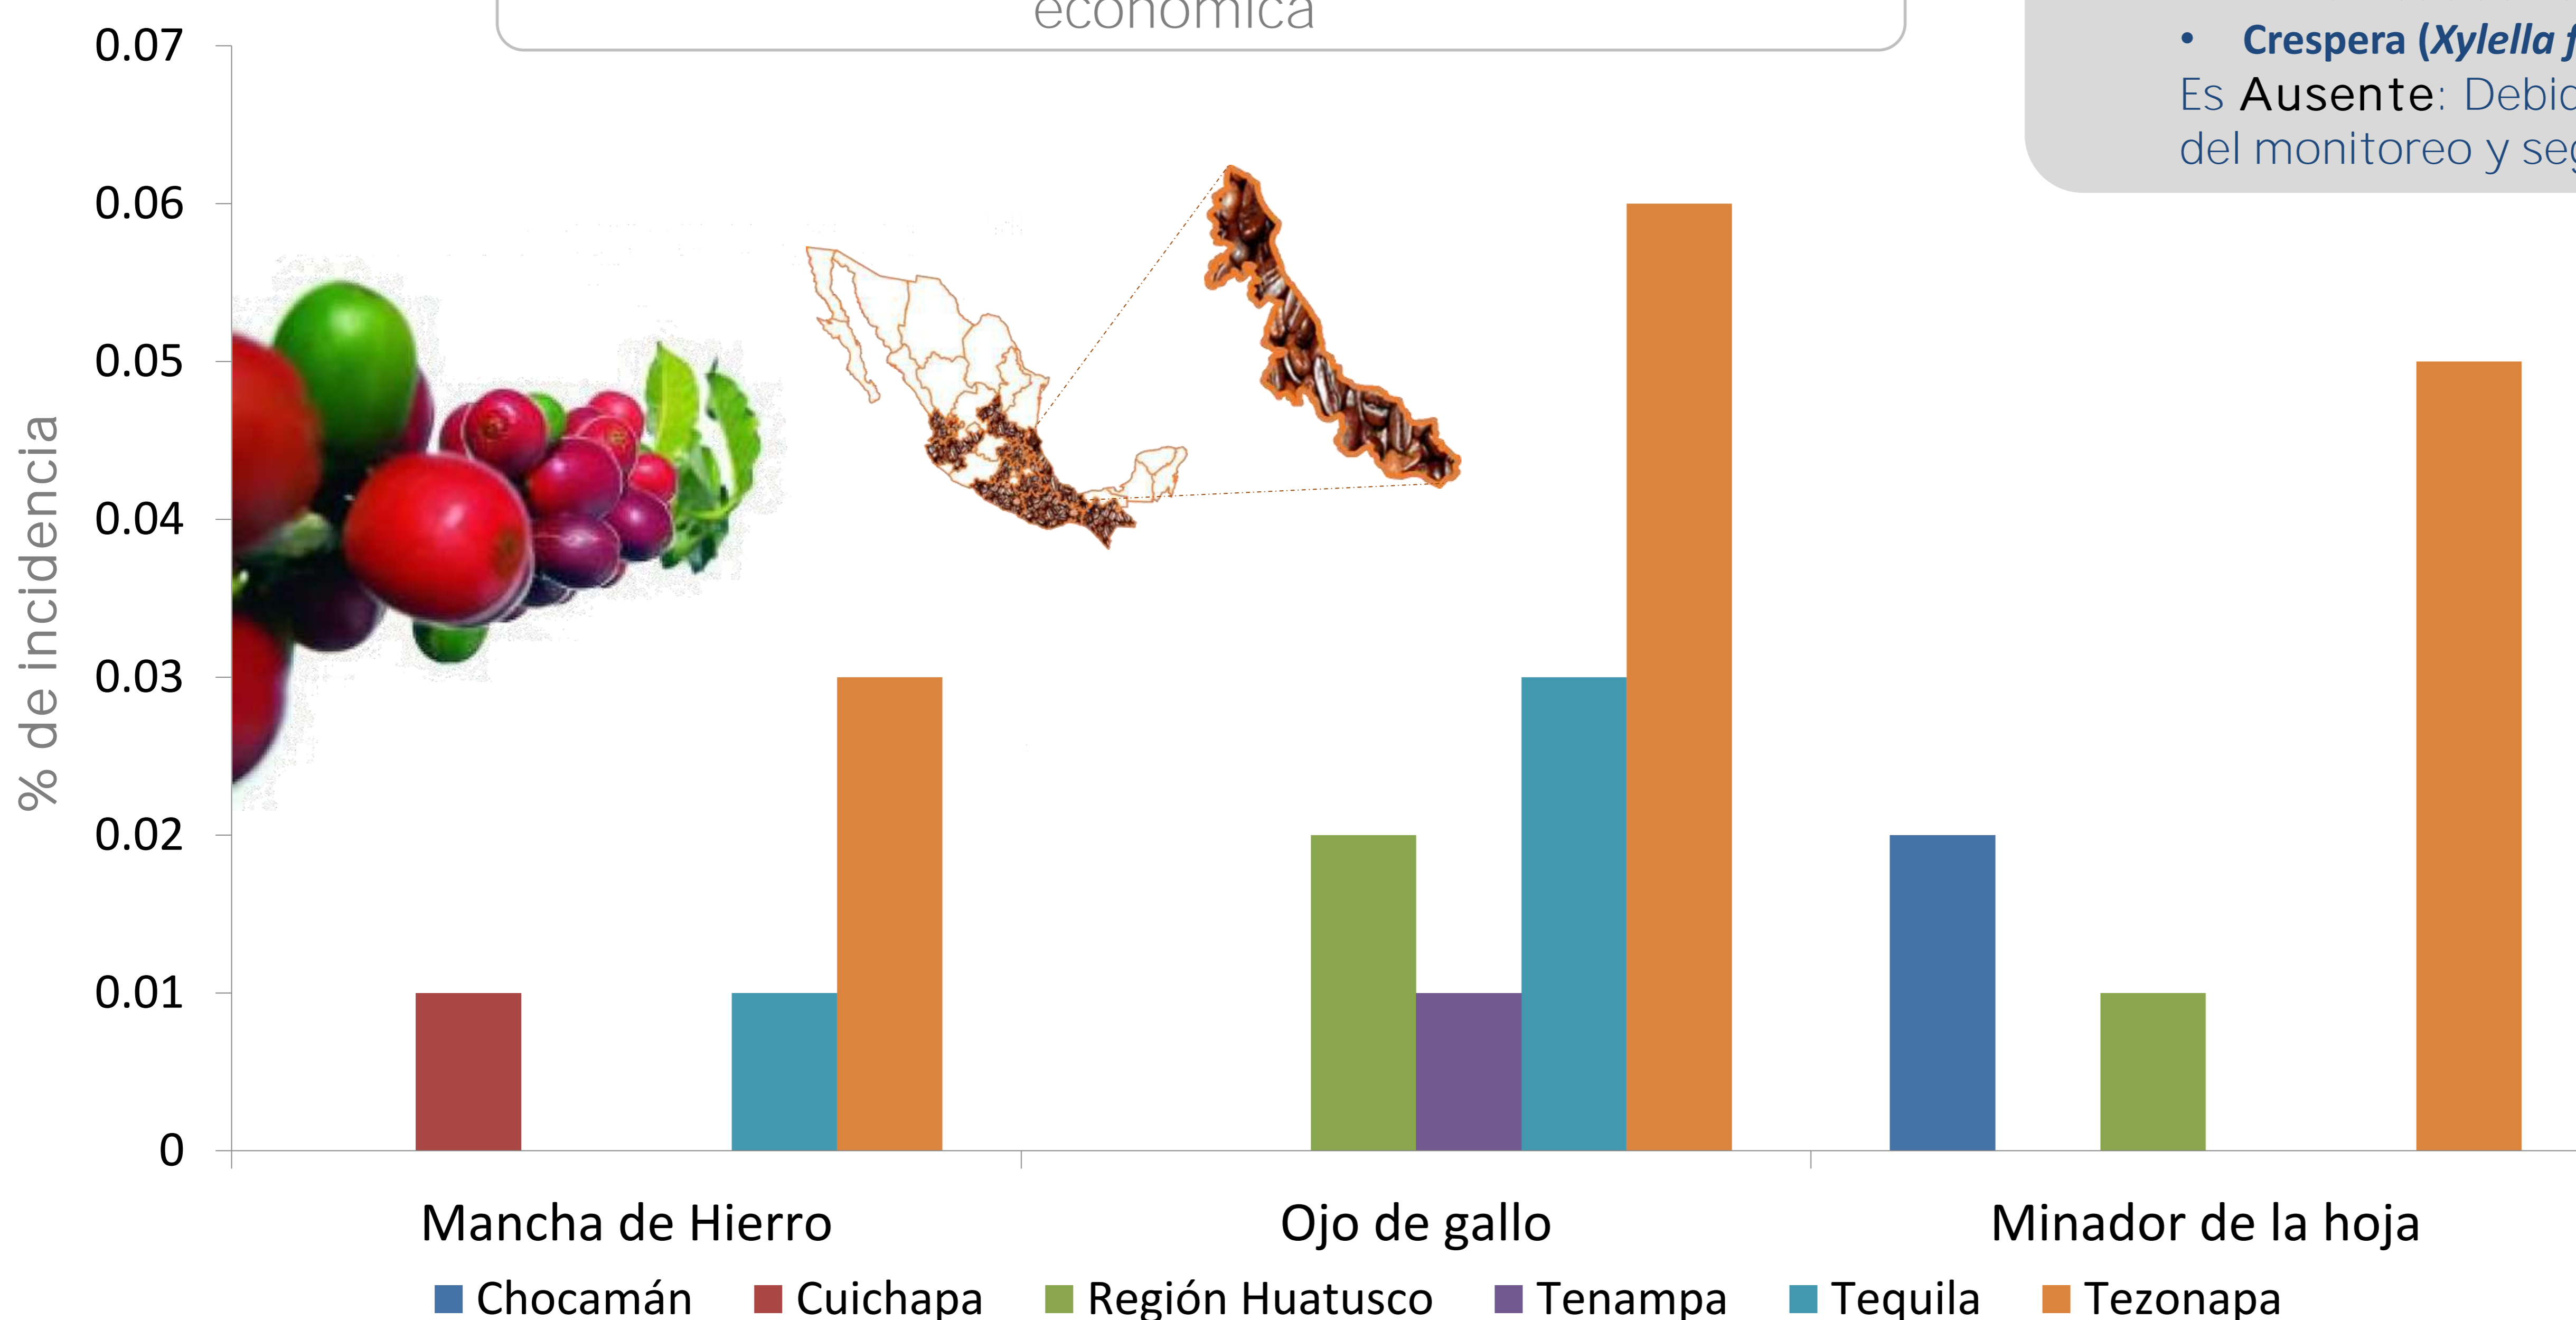 económica
• Crespera (Xylella f
Es Ausente: Debid
del monitoreo y seg
0.07
0.06
0.05
0.04
0.03
0.02
0.01
0
% de incidencia
Mancha de Hierro
Ojo de gallo
Minador de la hoja
Chocamán
Cuichapa
Región Huatusco
Tenampa
Tequila
Tezonapa